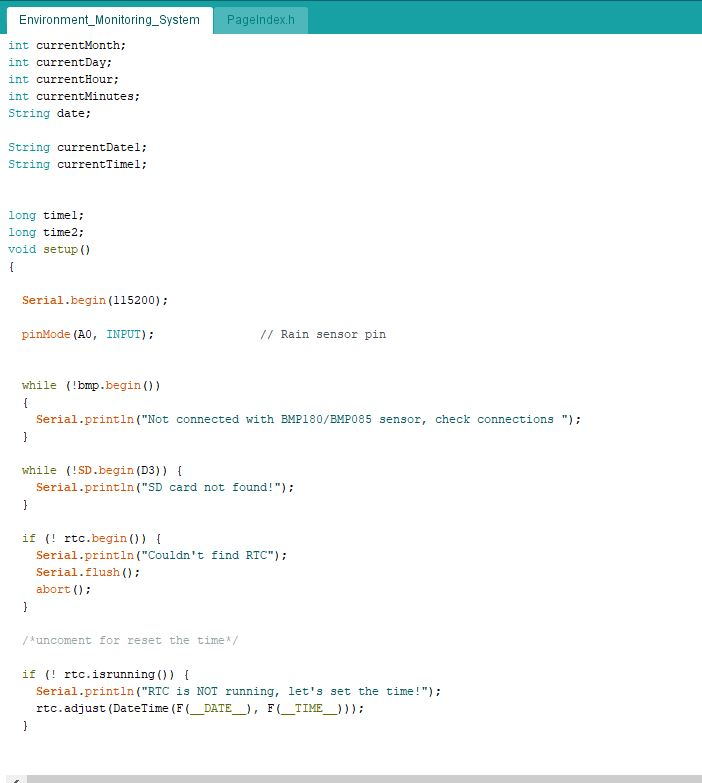 Environment_Monitoring_System PageIndex.h
int currentMonth;
int currentDay;
int currentHour;
int currentMinutes;
String date;
String currentDate1;
String currentTime1;
long time1;
long time2;
void setup()
{
Serial.begin(115200);
pinMode(A0, INPUT); // Rain sensor pin
while (!bmp.begin())
{
Serial.println("Not connected with BMP180/BMP085 sensor, check connections ");
}
while (!SD.begin(D3)) {
Serial.println("SD card not found!");
}
if (! rtc.begin()) {
Serial.println("Couldn't find RTC");
Serial.flush();
abort();
}
/*uncoment for reset the time*/
if (! rtc.isrunning()) {
Serial.println("RTC is NOT running, let's set the time!");
rtc.adjust(DateTime(F(__DATE__), F(__TIME__)));
}